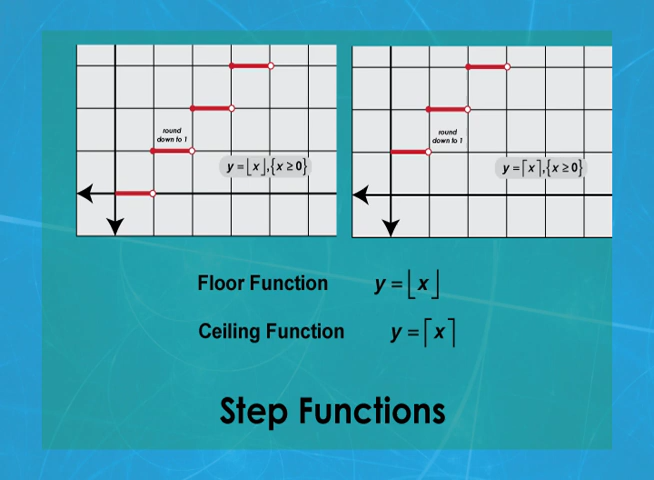 round
down to 1
y = ⌊x⌋,{x ≥ 0}
round
down to 1
y = ⌈x⌉,{x ≥ 0}
Floor Function y = ⌊x⌋
Ceiling Function y = ⌈x⌉
Step Functions